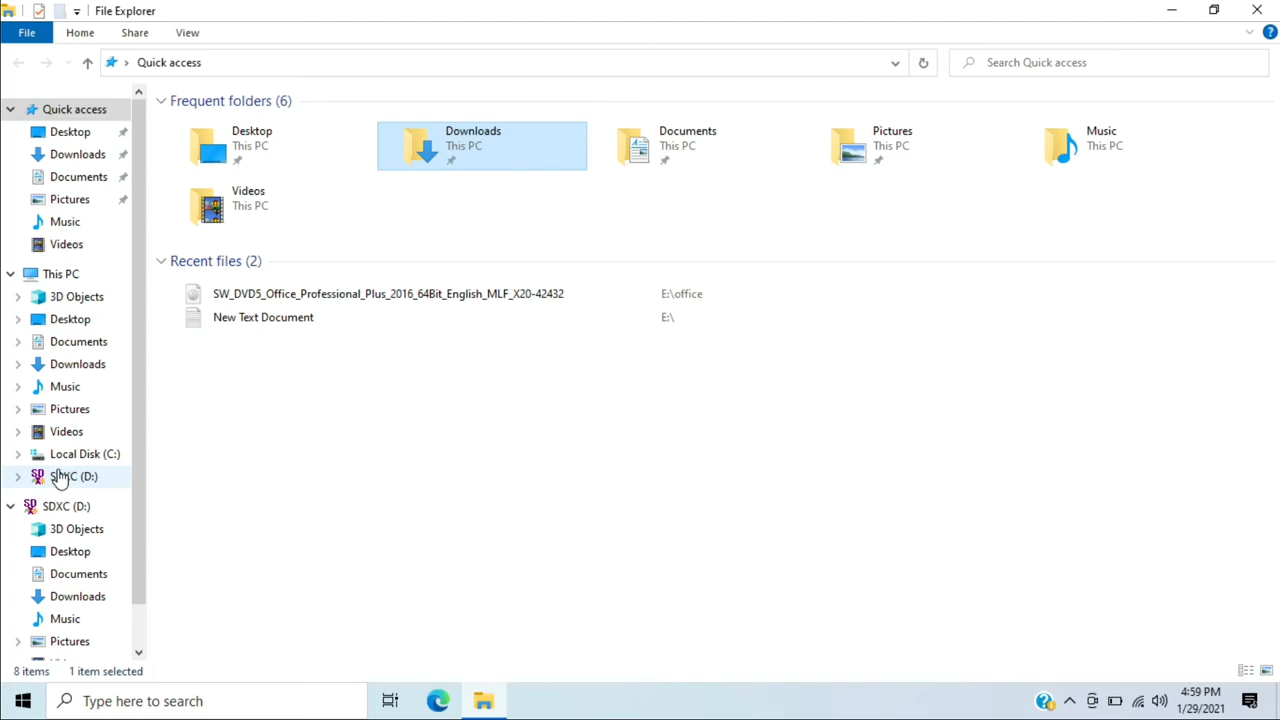 File Explorer
File Home Share View
Quick access Search Quick access
Quick access
Desktop
Downloads
Documents
Pictures
Music
Videos
This PC
3D Objects
Desktop
Documents
Downloads
Music
Pictures
Videos
Local Disk (C:)
(D:)
SDXC (D:)
3D Objects
Desktop
Documents
Downloads
Music
Pictures
Frequent folders (6)
Desktop
This PC
Downloads
This PC
Documents
This PC
Pictures
This PC
Music
This PC
Videos
This PC
Recent files (2)
SW_DVD5_Office_Professional_Plus_2016_64Bit_English_MLF_X20-42432 E:\office
New Text Document E:\
8 items 1 item selected
Type here to search
4:59 PM
1/29/2021